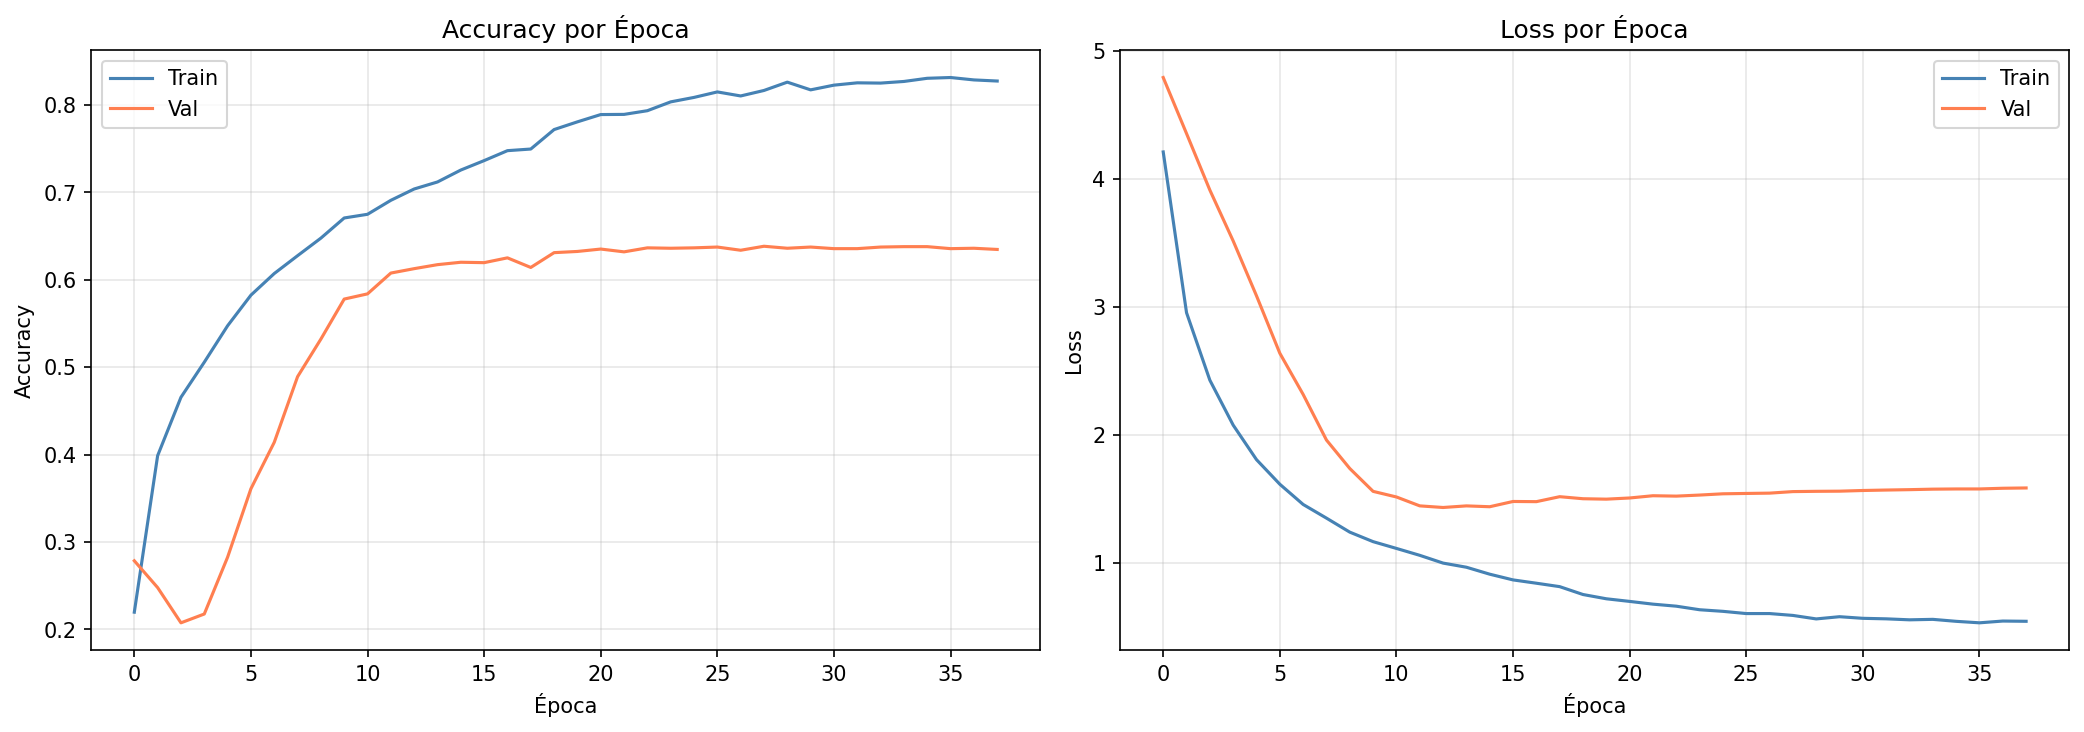 Accuracy por Época
Train
Val
0.8
0.7
0.6
0.5
0.4
0.3
0.2
Accuracy
0 5 10 15 20 25 30 35
Época
Loss por Época
Train
Val
5
4
3
2
1
Loss
0 5 10 15 20 25 30 35
Época